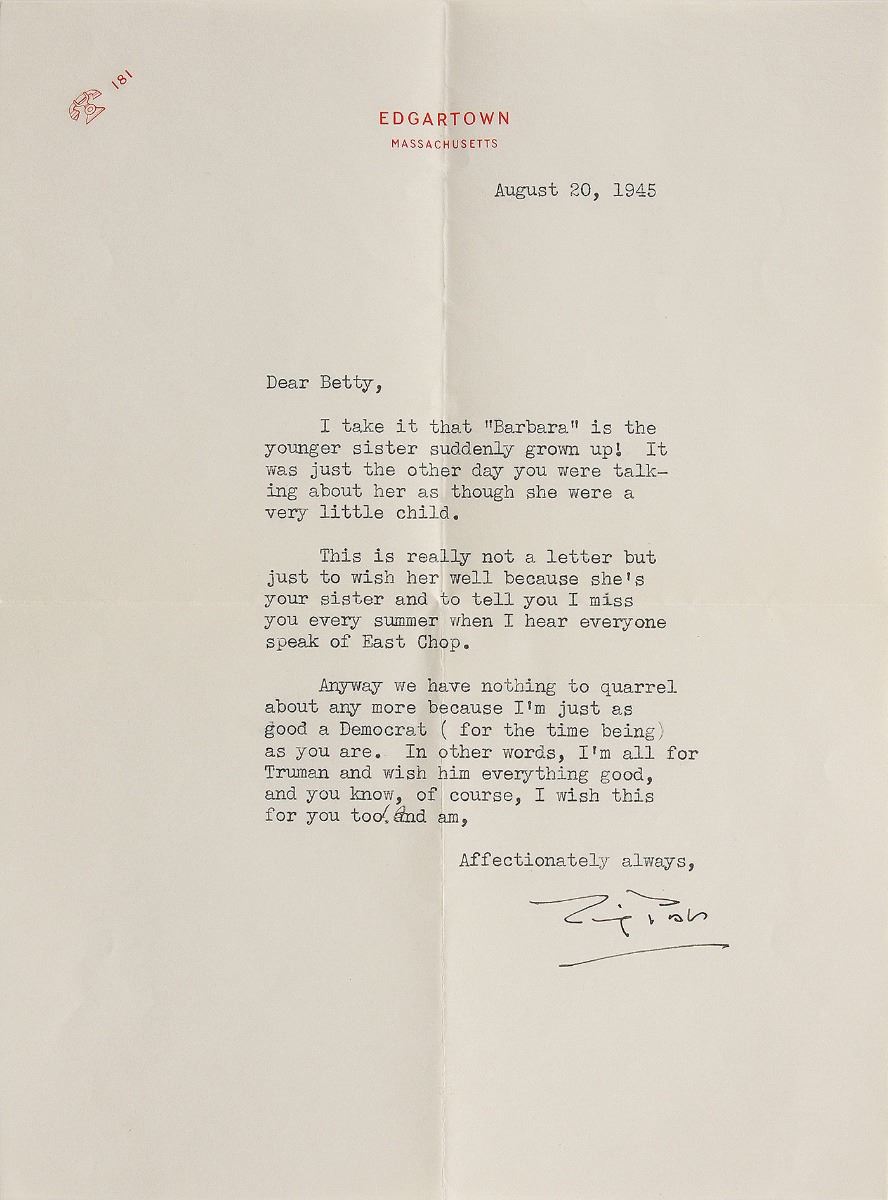 181
EDGARTOWN
MASSACHUSETTS
August 20, 1945
Dear Betty,
I take it that "Barbara" is the
younger sister suddenly grown up! It
was just the other day you were talk-
ing about her as though she were a
very little child.
This is really not a letter but
just to wish her well because she's
your sister and to tell you I miss
you every summer when I hear everyone
speak of East Chop.
Anyway we have nothing to quarrel
about any more because I'm just as
good a Democrat ( for the time being)
as you are. In other words, I'm all for
Truman and wish him everything good,
and you know, of course, I wish this
for you too. And am,
Affectionately always,